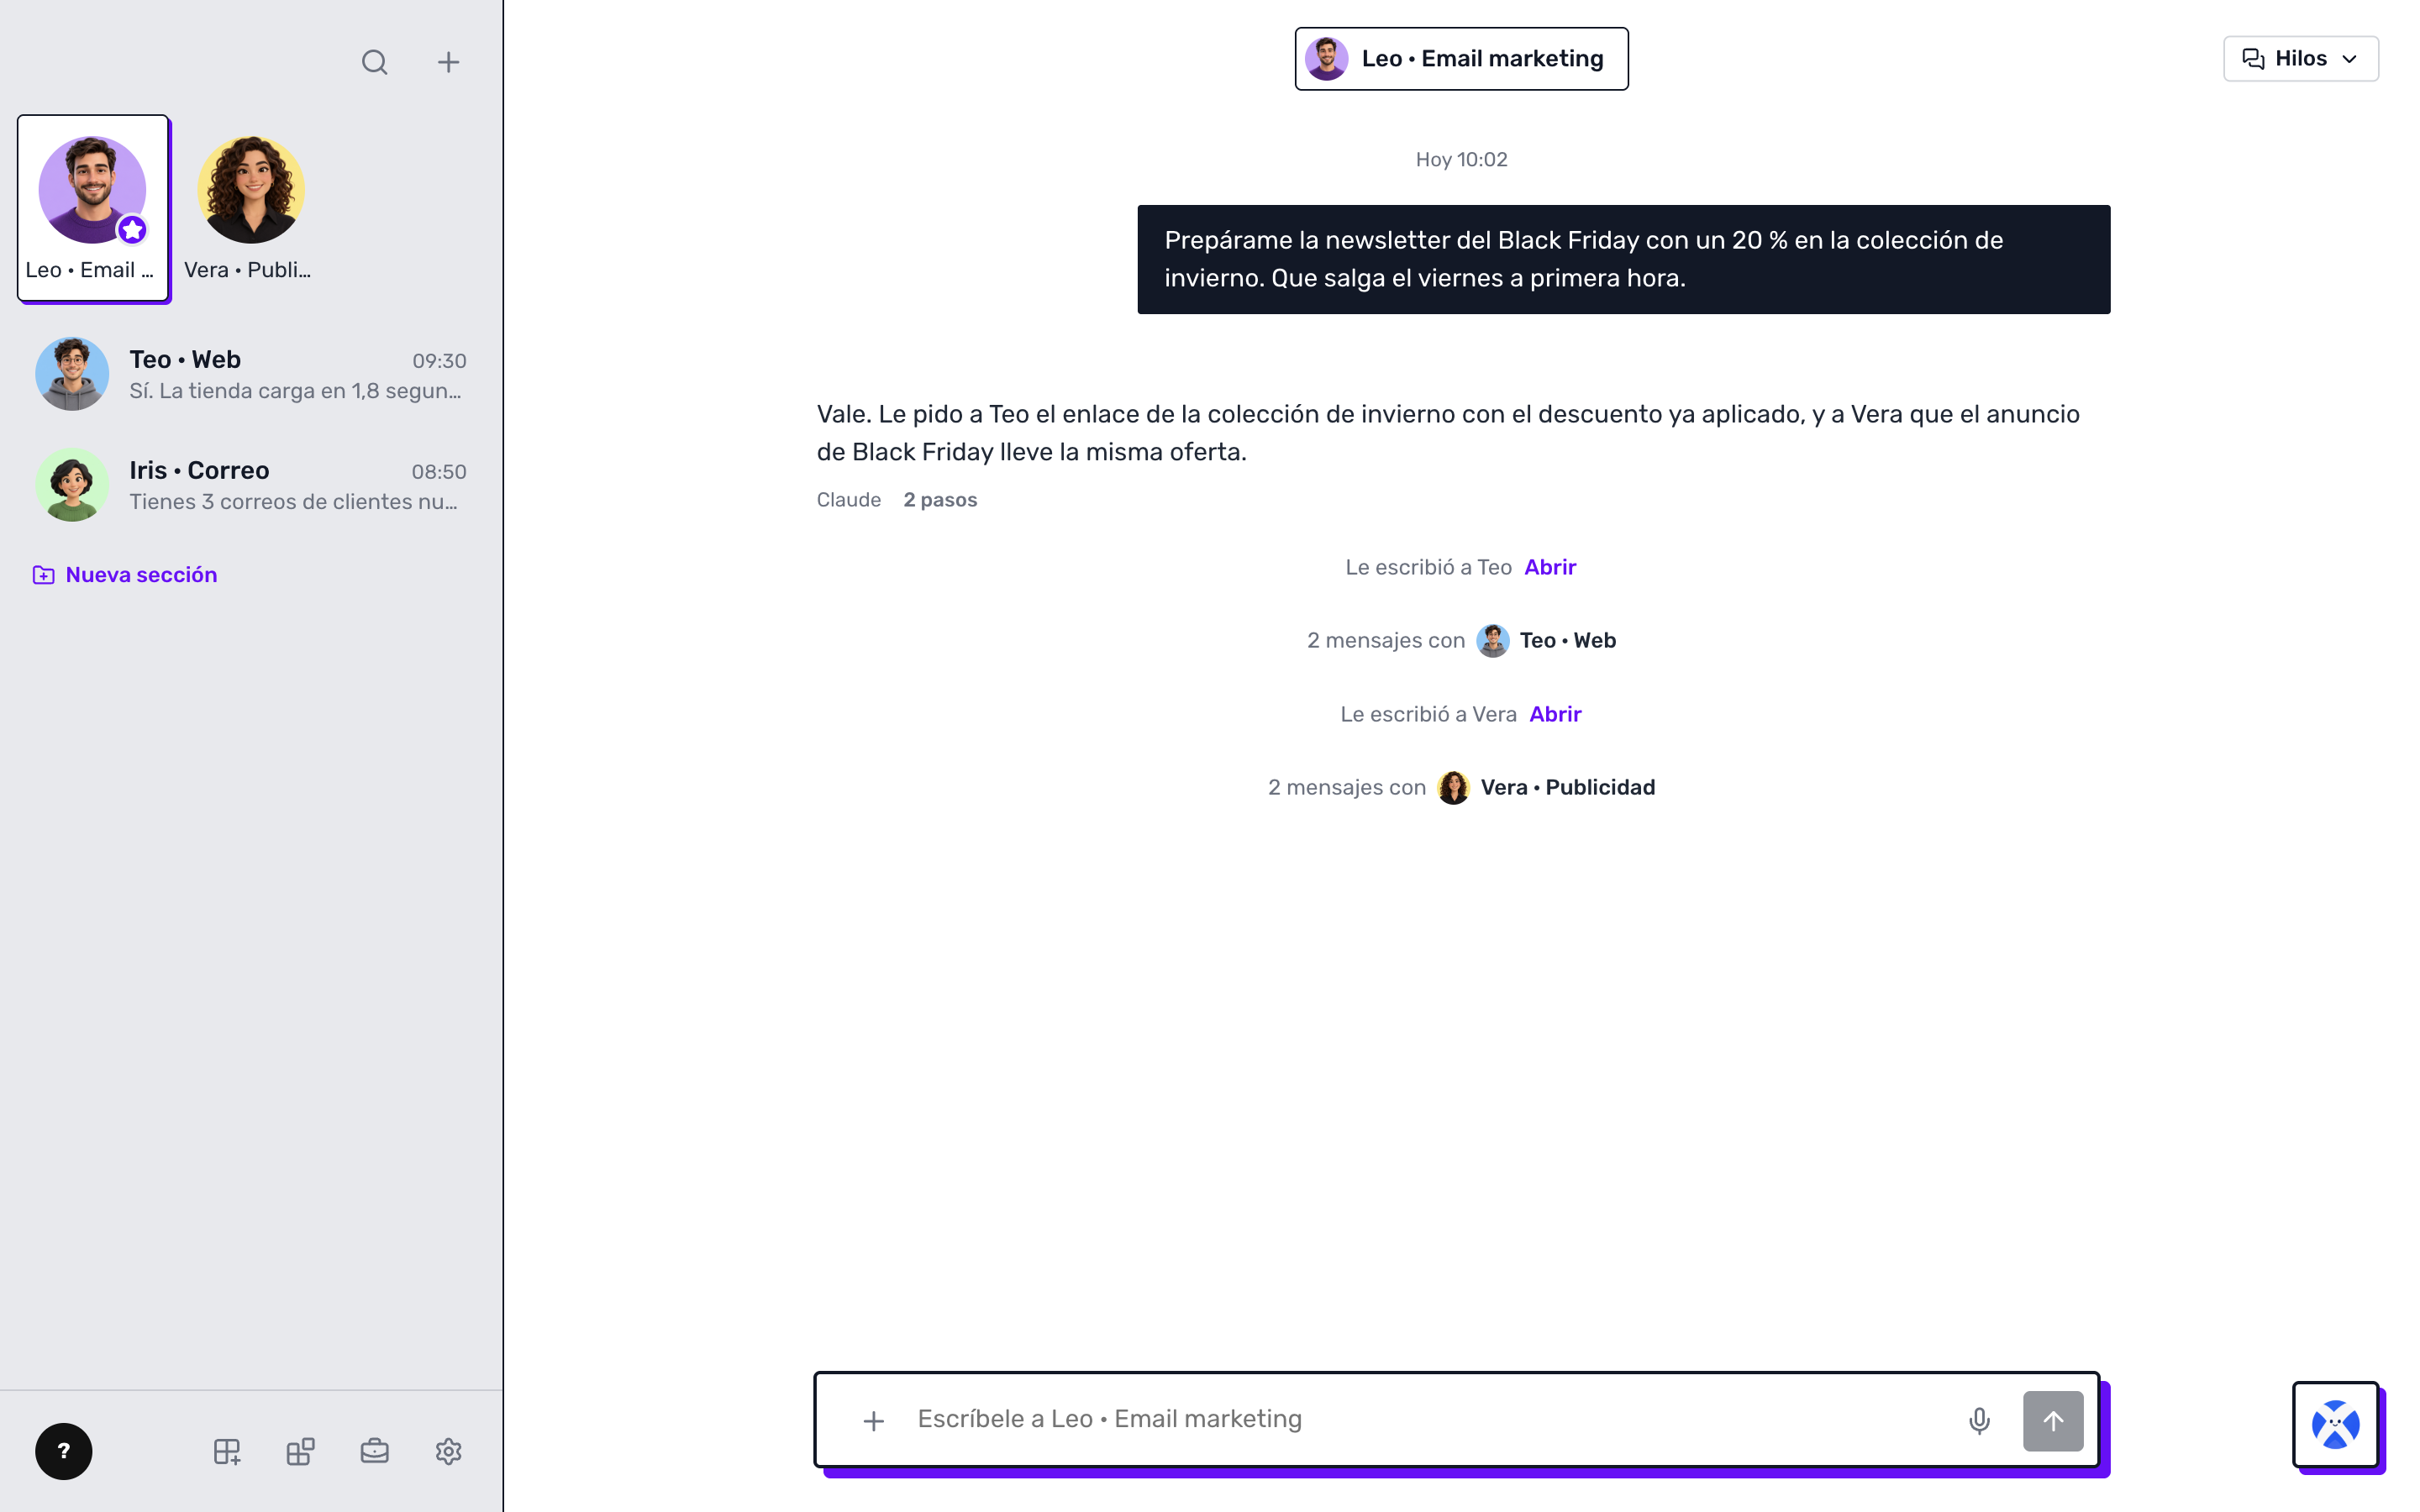 Leo • Email ...
Vera • Publi...
Teo • Web
09:30
Sí. La tienda carga en 1,8 segun...
Iris • Correo
08:50
Tienes 3 correos de clientes nu...
Nueva sección
?
Leo • Email marketing
Hilos
Hoy 10:02
Prepárame la newsletter del Black Friday con un 20 % en la colección de
invierno. Que salga el viernes a primera hora.
Vale. Le pido a Teo el enlace de la colección de invierno con el descuento ya aplicado, y a Vera que el anuncio
de Black Friday lleve la misma oferta.
Claude 2 pasos
Le escribió a Teo Abrir
2 mensajes con Teo • Web
Le escribió a Vera Abrir
2 mensajes con Vera • Publicidad
Escríbele a Leo • Email marketing